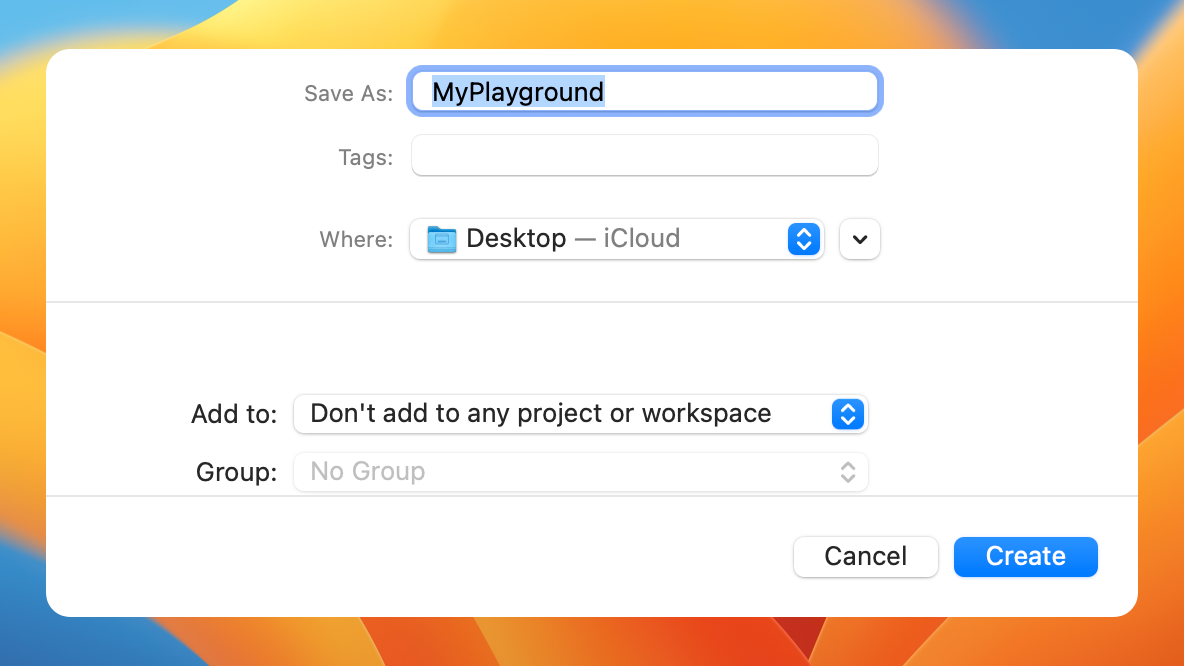 Save As: MyPlayground
Tags:
Where: Desktop — iCloud
Add to: Don't add to any project or workspace
Group: No Group
Cancel Create